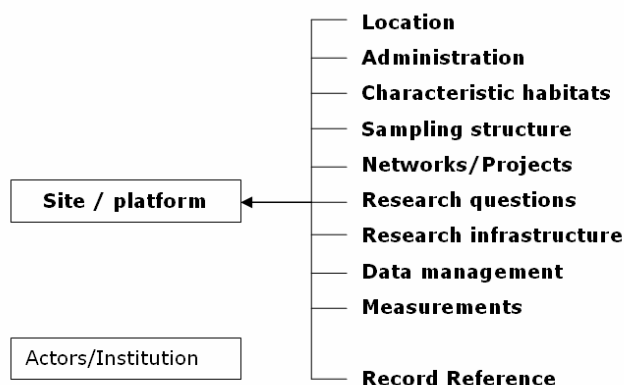 Location
Administration
Characteristic habitats
Sampling structure
Networks/Projects
Site / platform
Research questions
Research infrastructure
Data management
Measurements
Actors/Institution
Record Reference